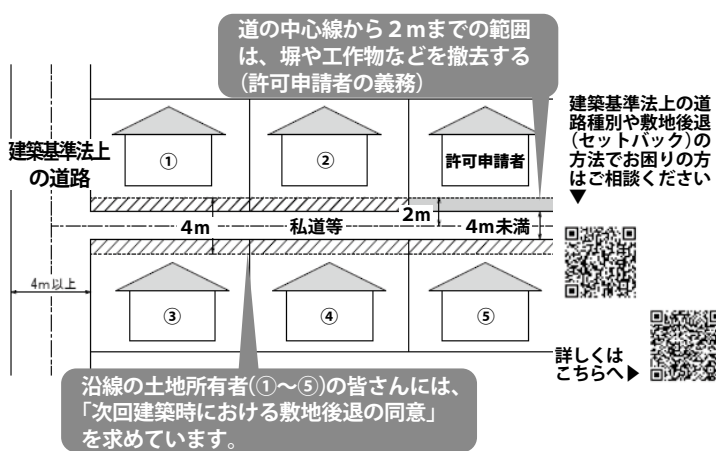 道の中心線から2mまでの範囲
は、塀や工作物などを撤去する
(許可申請者の義務)
建築基準法上の道
路種別や敷地後退
(セットバック)の
方法でお困りの方
はご相談ください
▼
建築基準法上
の道路
①
②
許可申請者
4m
私道等
2m
4m未満
4m以上
③
④
⑤
詳しくは
こちらへ▶
沿線の土地所有者(①~⑤)の皆さんには、
「次回建築時における敷地後退の同意」
を求めています。